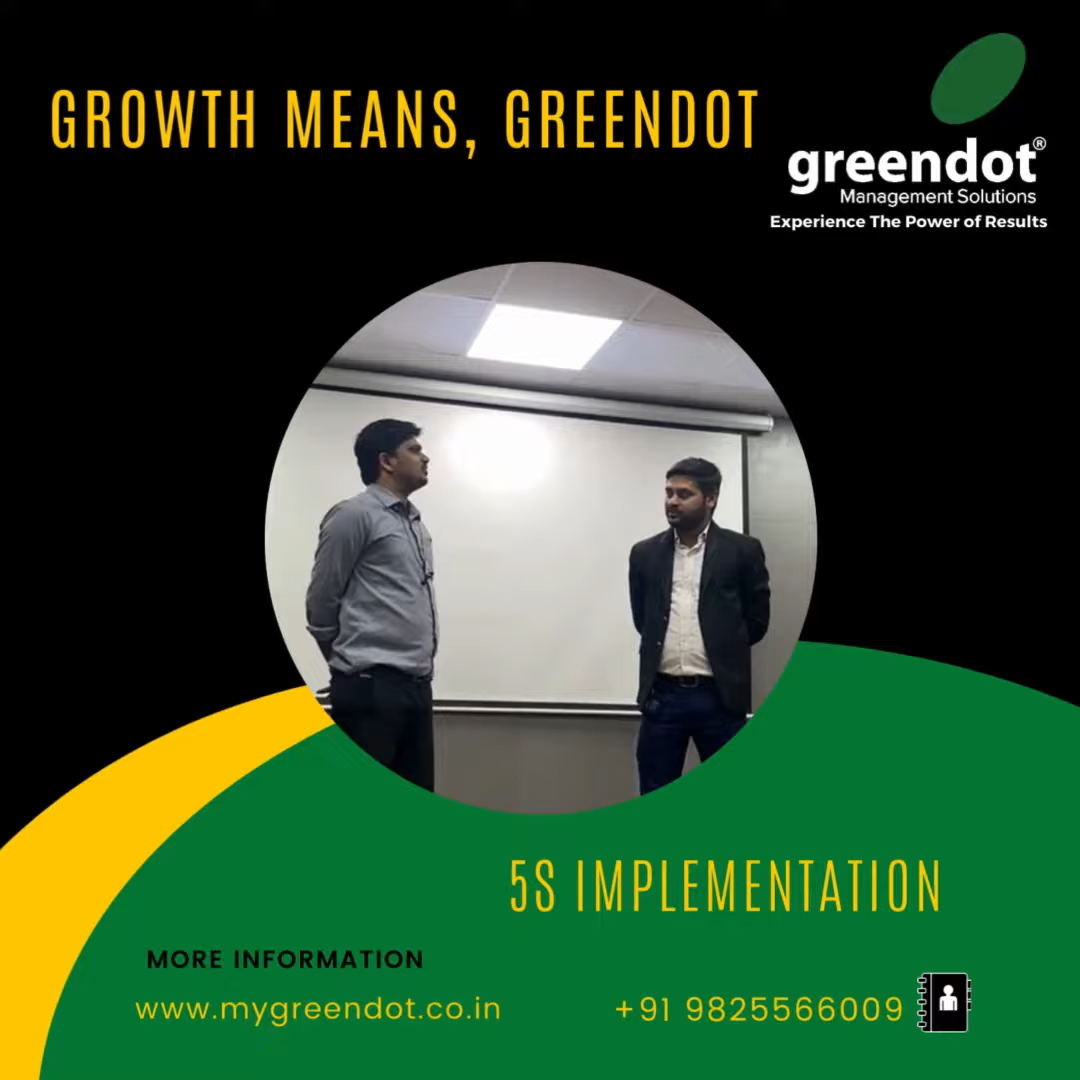 GROWTH MEANS, GREENDOT
greendot®
Management Solutions
Experience The Power of Results
5S IMPLEMENTATION
MORE INFORMATION
www.mygreendot.co.in
+91 9825566009